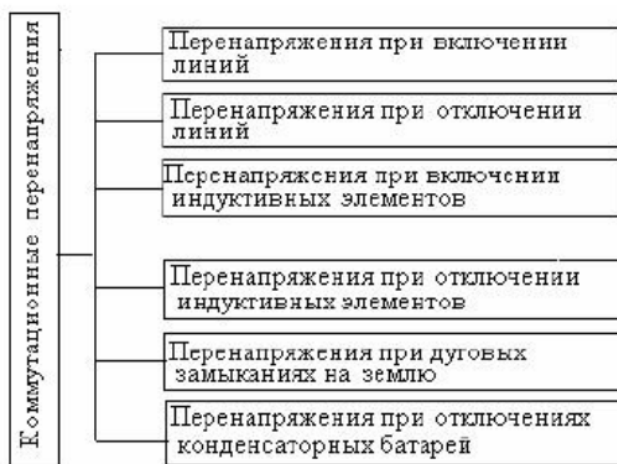 Коммутационные перенапряжения
Перенапряжения при включении
линий
Перенапряжения при отключении
линий
Перенапряжения при включении
индуктивных элементов
Перенапряжения при отключении
индуктивных элементов
Перенапряжения при дуговых
замыканиях на землю
Перенапряжения при отключениях
конденсаторных батарей